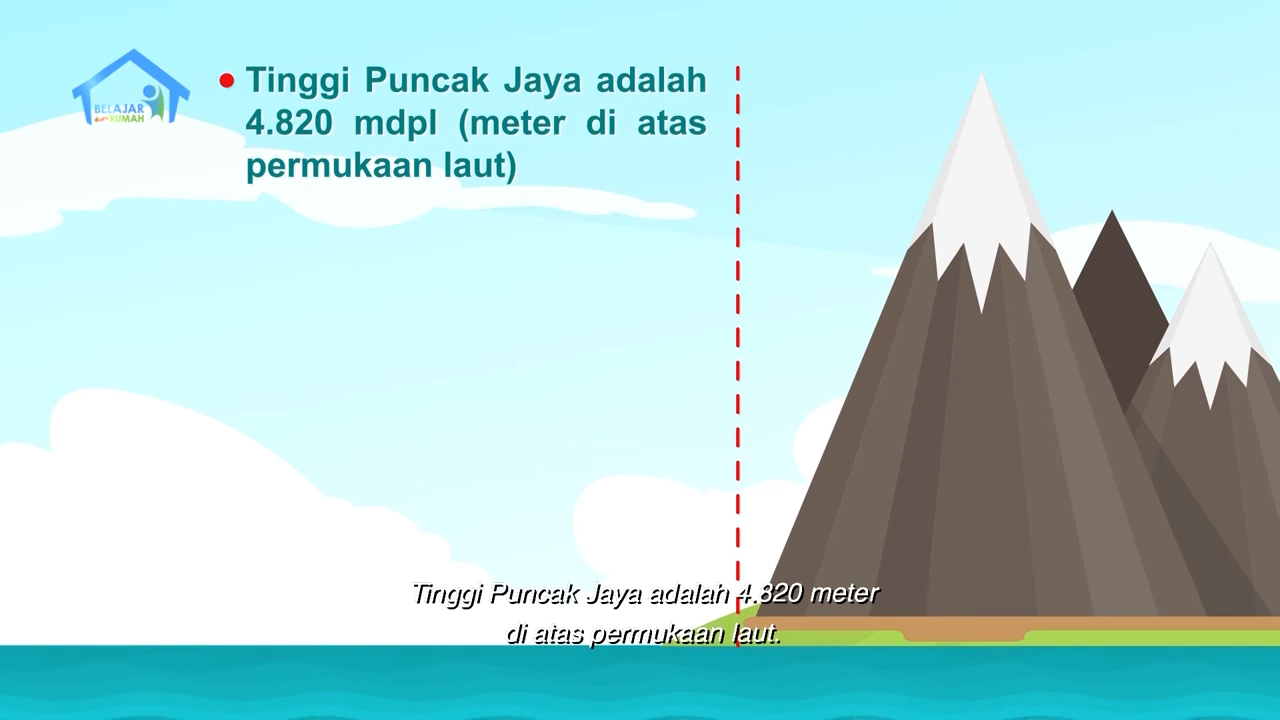 BELAJAR
dari RUMAH
Tinggi Puncak Jaya adalah
4.820 mdpl (meter di atas
permukaan laut)
Tinggi Puncak Jaya adalah 4.820 meter
di atas permukaan laut.